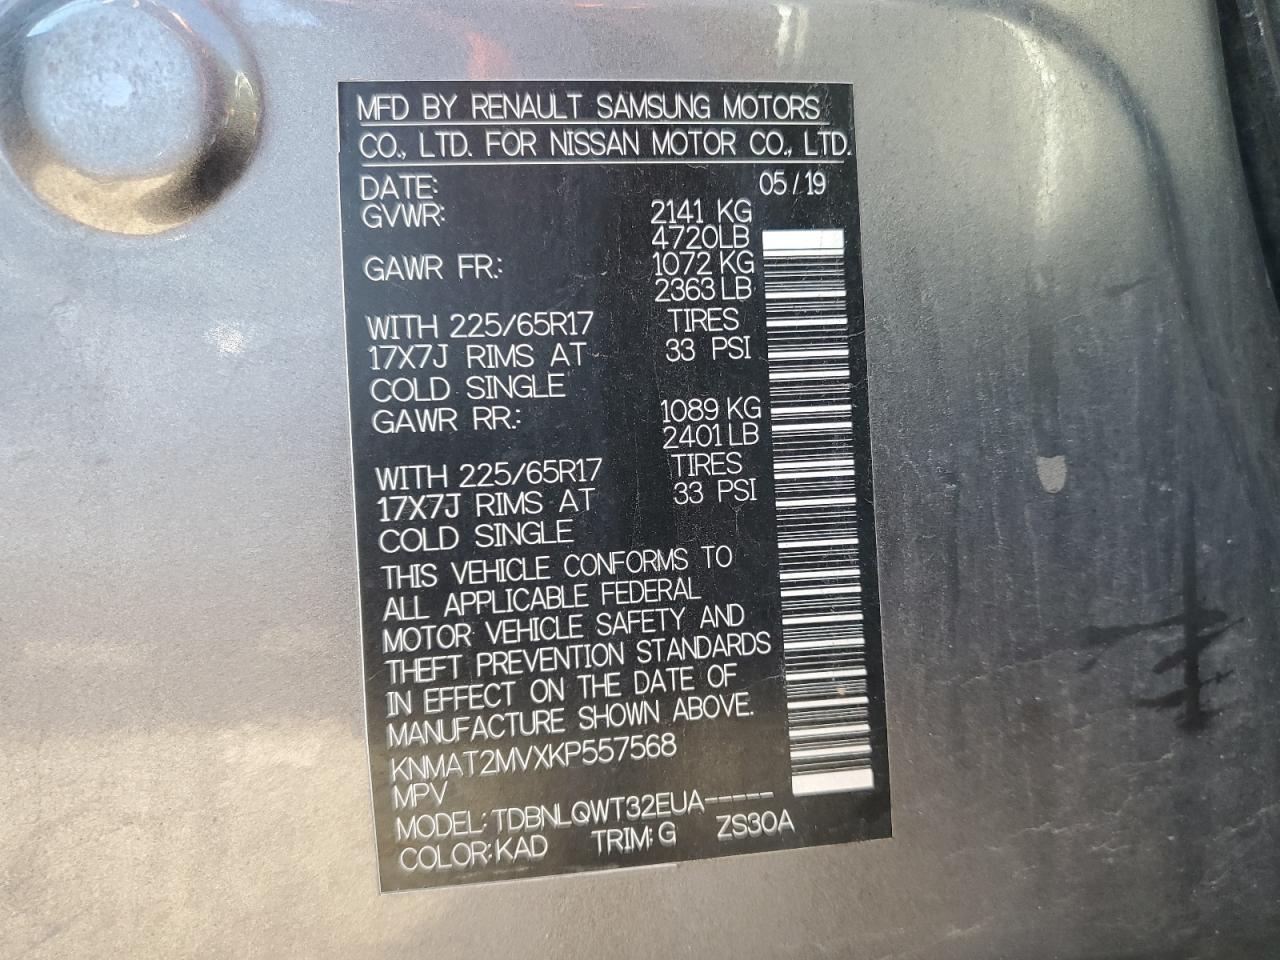 MFD BY RENAULT SAMSUNG MOTORS
CO., LTD. FOR NISSAN MOTOR CO., LTD.
DATE: 05/19
GVWR: 2141 KG
4720LB
GAWR FR.: 1072 KG
2363 LB
WITH 225/65R17 TIRES
17X7J RIMS AT 33 PSI
COLD SINGLE
GAWR RR.: 1089 KG
2401 LB
WITH 225/65R17 TIRES
17X7J RIMS AT 33 PSI
COLD SINGLE
THIS VEHICLE CONFORMS TO
ALL APPLICABLE FEDERAL
MOTOR VEHICLE SAFETY AND
THEFT PREVENTION STANDARDS
IN EFFECT ON THE DATE OF
MANUFACTURE SHOWN ABOVE.
KNMAT2MVXKP557568
MPV
MODEL: TDBNLQWT32EUA-----
COLOR: KAD TRIM: G ZS30A